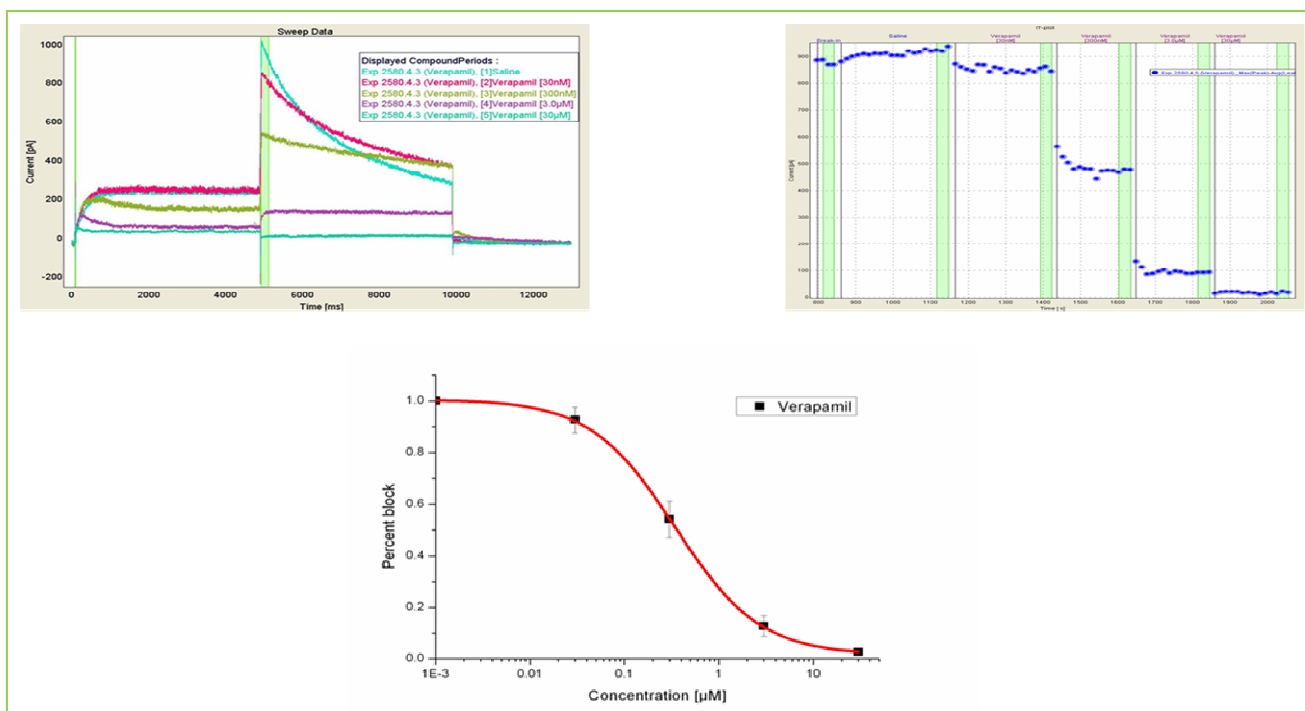 Sweep Data
1000
800
600
400
200
0
-200
Current [pA]
Displayed CompoundPeriods :
Exp 2580.4.3 (Verapamil), [1]Saline
Exp 2580.4.3 (Verapamil), [2]Verapamil [30nM]
Exp 2580.4.3 (Verapamil), [3]Verapamil [300nM]
Exp 2580.4.3 (Verapamil), [4]Verapamil [3.0µM]
Exp 2580.4.3 (Verapamil), [5]Verapamil [30µM]
0 2000 4000 6000 8000 10000 12000
Time [ms]
IT-plot
Break-in Saline Verapamil Verapamil Verapamil Verapamil
[30nM] [300nM] [3.0µM] [30µM]
900
800
700
600
500
400
300
200
100
0
Current [pA]
800 900 1000 1100 1200 1300 1400 1500 1600 1700 1800 1900 2000
Time [ s]
Verapamil
1.0
0.8
0.6
0.4
0.2
0.0
Percent block
1E-3 0.01 0.1 1 10
Concentration [µM]